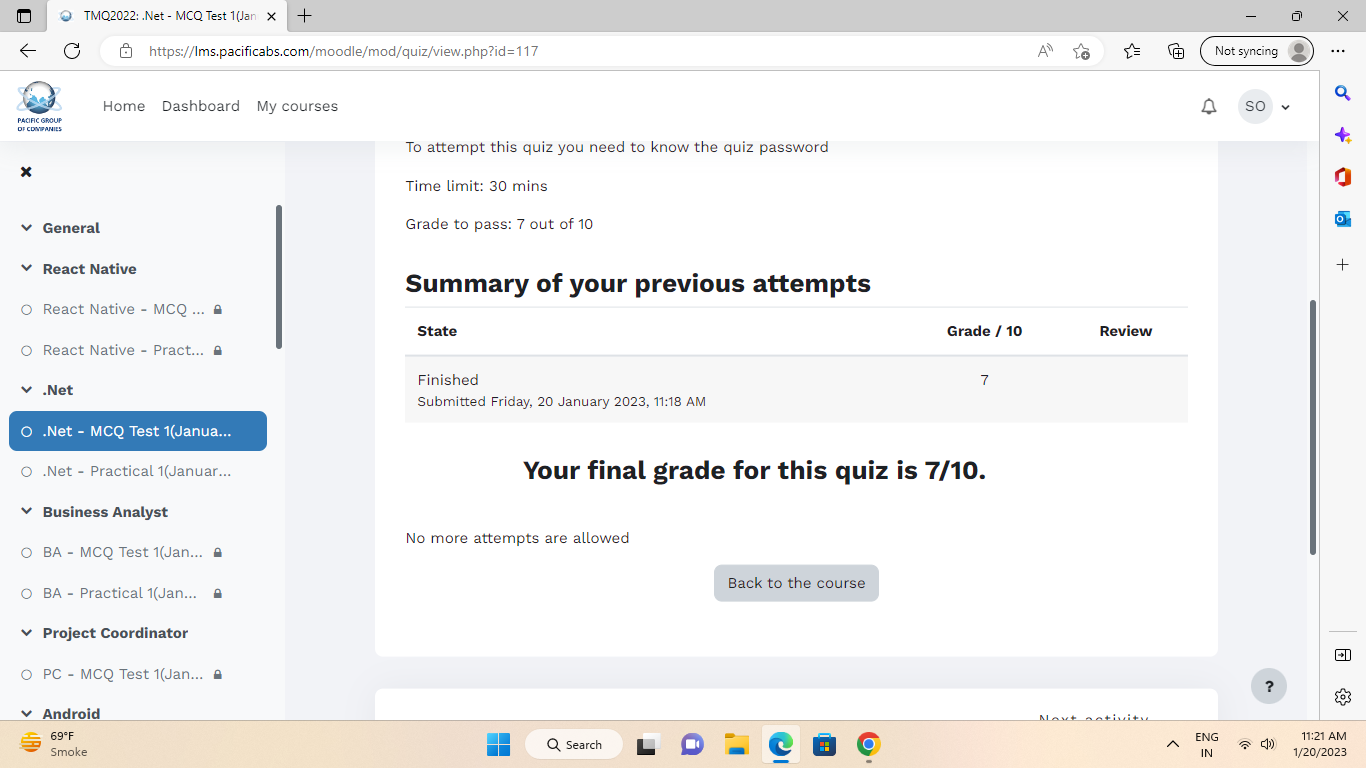 TMQ2022: .Net - MCQ Test 1(Jan
https://lms.pacificabs.com/moodle/mod/quiz/view.php?id=117
Not syncing
PACIFIC GROUP
OF COMPANIES
Home Dashboard My courses
SO
General
React Native
React Native - MCQ ...
React Native - Pract...
.Net
.Net - MCQ Test 1(Janua...
.Net - Practical 1(Januar...
Business Analyst
BA - MCQ Test 1(Jan...
BA - Practical 1(Jan...
Project Coordinator
PC - MCQ Test 1(Jan...
Android
To attempt this quiz you need to know the quiz password
Time limit: 30 mins
Grade to pass: 7 out of 10
Summary of your previous attempts
State Grade / 10 Review
Finished 7
Submitted Friday, 20 January 2023, 11:18 AM
Your final grade for this quiz is 7/10.
No more attempts are allowed
Back to the course
?
Next activity
69°F
Smoke
Search
ENG
IN
11:21 AM
1/20/2023